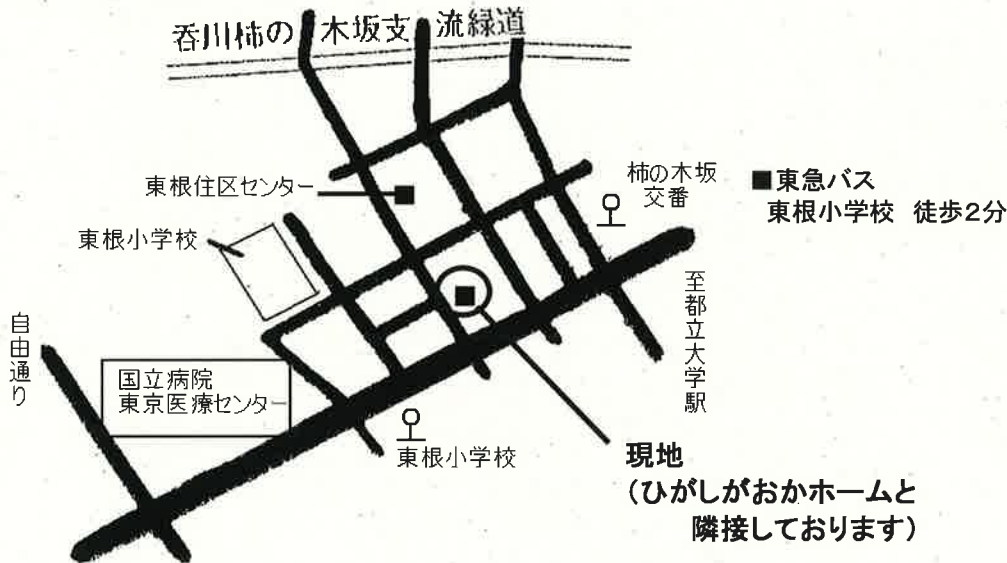 呑川柿の木坂支流緑道
東根住区センター
柿の木坂
交番
■東急バス
東根小学校 徒歩2分
東根小学校
自由通り
国立病院
東京医療センター
至都立大学駅
東根小学校
現地
(ひがしがおかホームと
隣接しております)